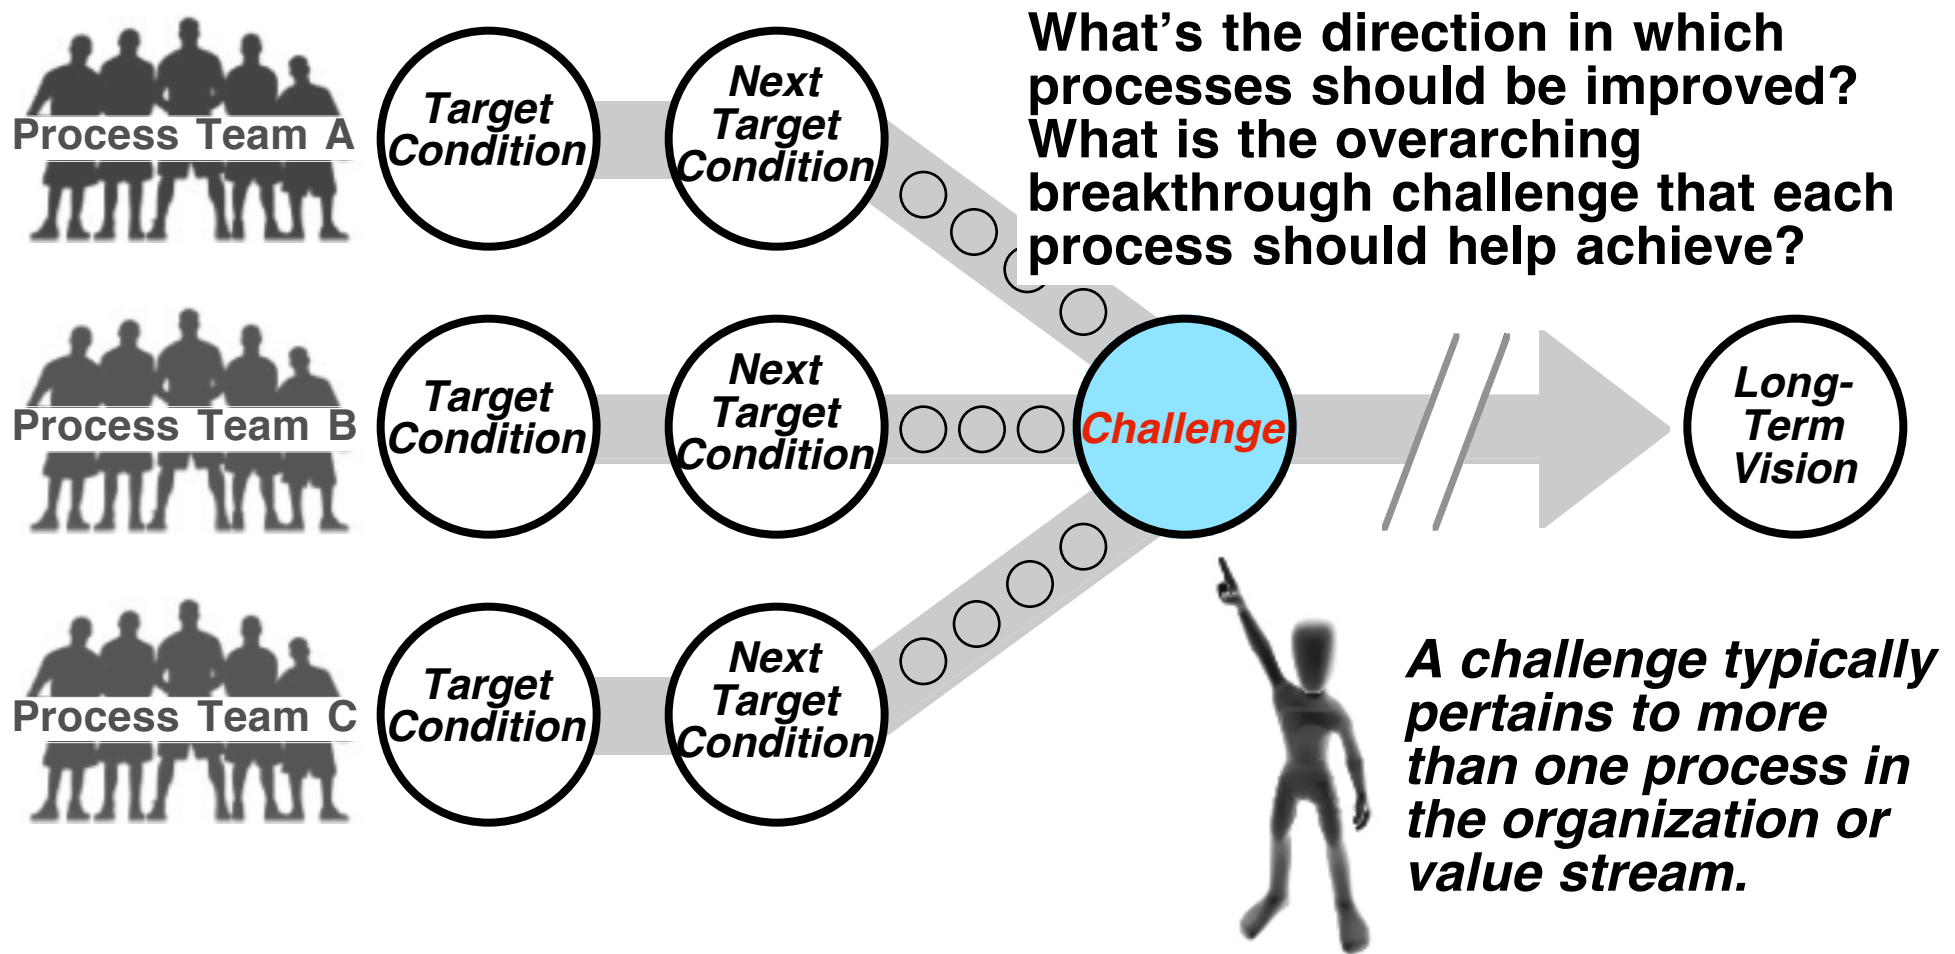 What's the direction in which
processes should be improved?
What is the overarching
breakthrough challenge that each
process should help achieve?
Process Team A
Target
Condition
Next
Target
Condition
Process Team B
Target
Condition
Next
Target
Condition
Challenge
Long-
Term
Vision
Process Team C
Target
Condition
Next
Target
Condition
A challenge typically
pertains to more
than one process in
the organization or
value stream.